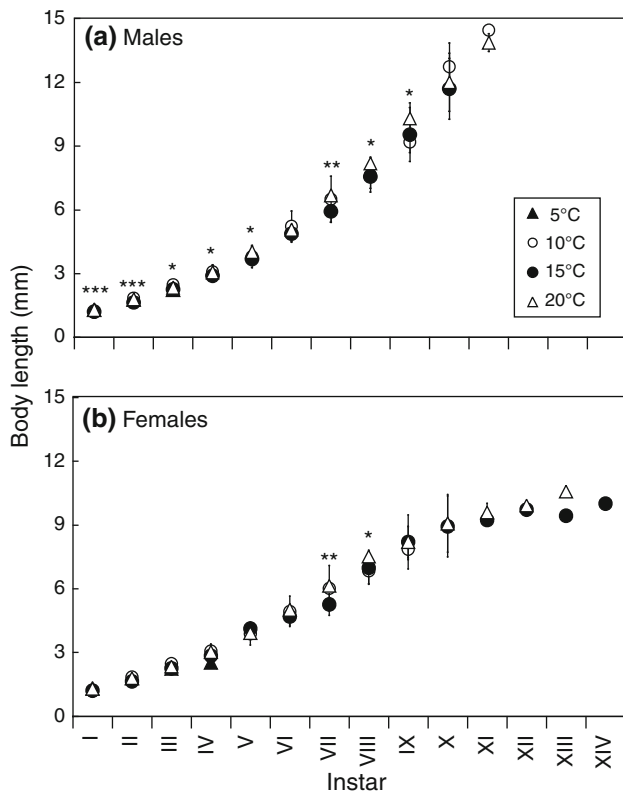 15
(a) Males
12
9
6
3
0
*** *** * * * ** * *
5°C
10°C
15°C
20°C
Body length (mm)
15
(b) Females
12
9
6
3
0
** *
I II III IV V VI VII VIII IX X XI XII XIII XIV
Instar